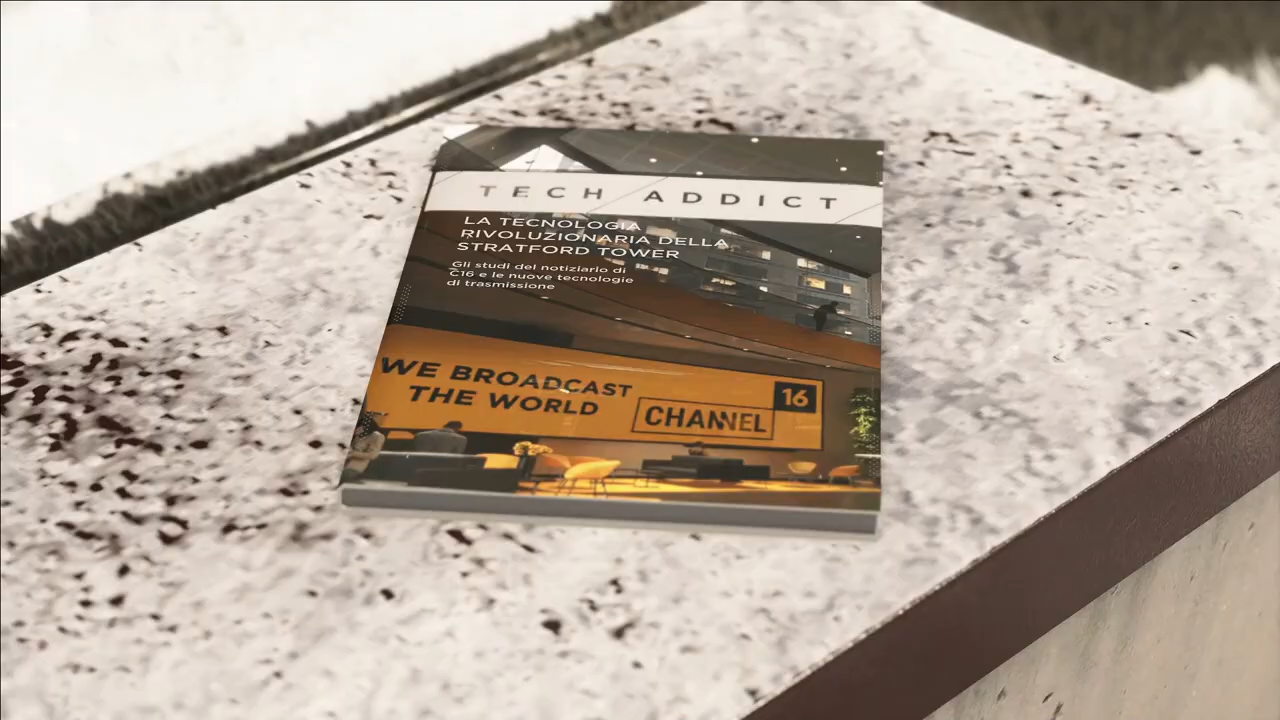 TECH ADDICT
LA TECNOLOGIA
RIVOLUZIONARIA DELLA
STRATFORD TOWER
Gli studi del notiziario di
C16 e le nuove tecnologie
di trasmissione
WE BROADCAST
THE WORLD
CHANNEL
16